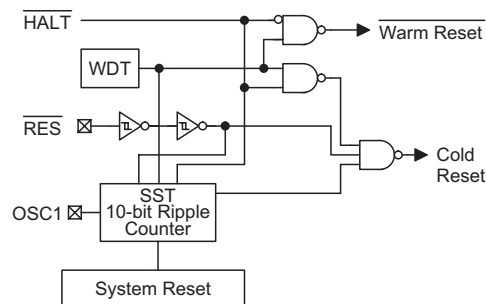 HALT
Warm Reset
WDT
RES
Cold
Reset
SST
10-bit Ripple
Counter
OSC1
System Reset